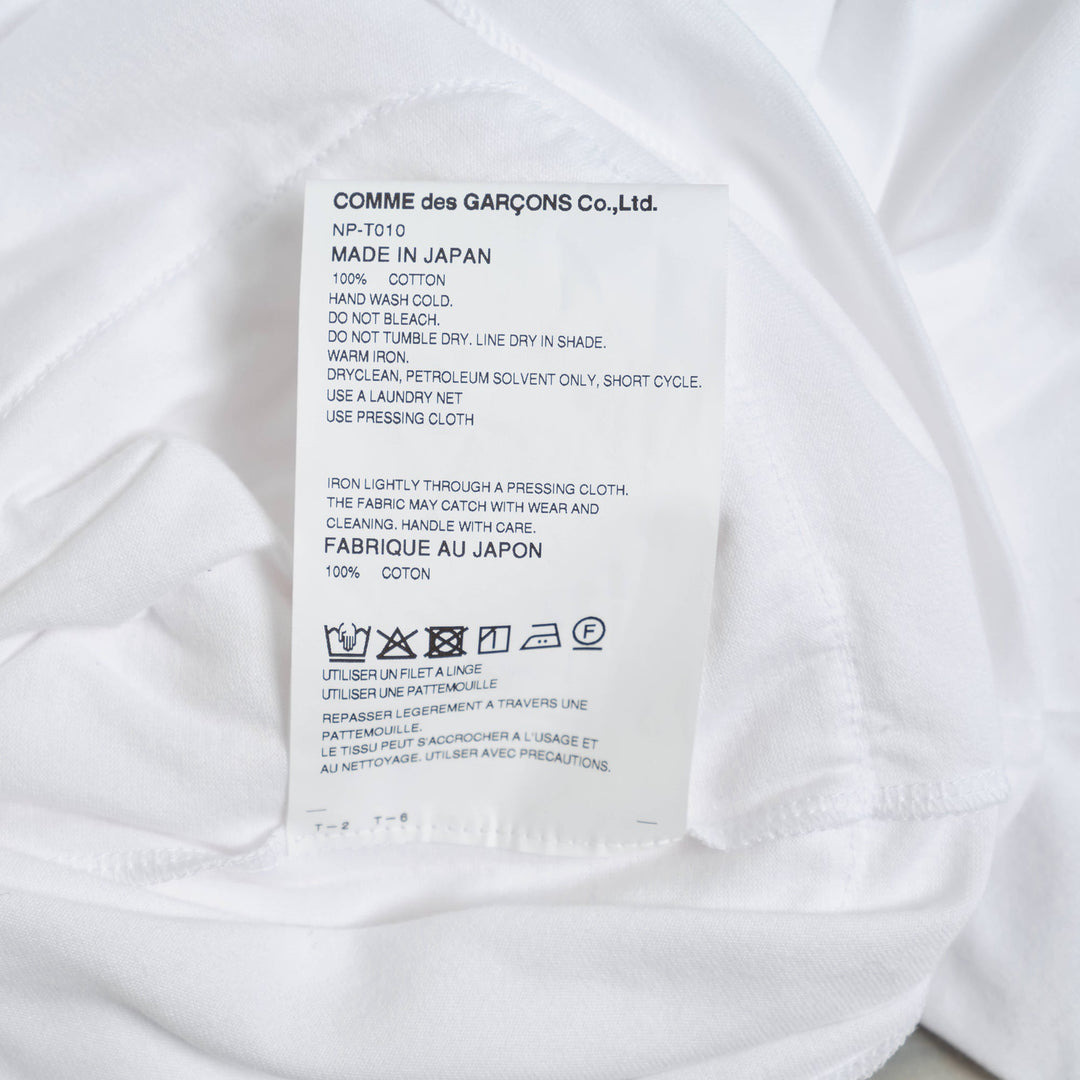 COMME des GARÇONS Co.,Ltd.
NP-T010
MADE IN JAPAN
100% COTTON
HAND WASH COLD.
DO NOT BLEACH.
DO NOT TUMBLE DRY. LINE DRY IN SHADE.
WARM IRON.
DRYCLEAN, PETROLEUM SOLVENT ONLY, SHORT CYCLE.
USE A LAUNDRY NET
USE PRESSING CLOTH
IRON LIGHTLY THROUGH A PRESSING CLOTH.
THE FABRIC MAY CATCH WITH WEAR AND
CLEANING. HANDLE WITH CARE.
FABRIQUE AU JAPON
100% COTON
F
UTILISER UN FILET A LINGE
UTILISER UNE PATTEMOUILLE
REPASSER LEGEREMENT A TRAVERS UNE
PATTEMOUILLE.
LE TISSU PEUT S'ACCROCHER A L'USAGE ET
AU NETTOYAGE. UTILSER AVEC PRECAUTIONS.
T-2 T-6